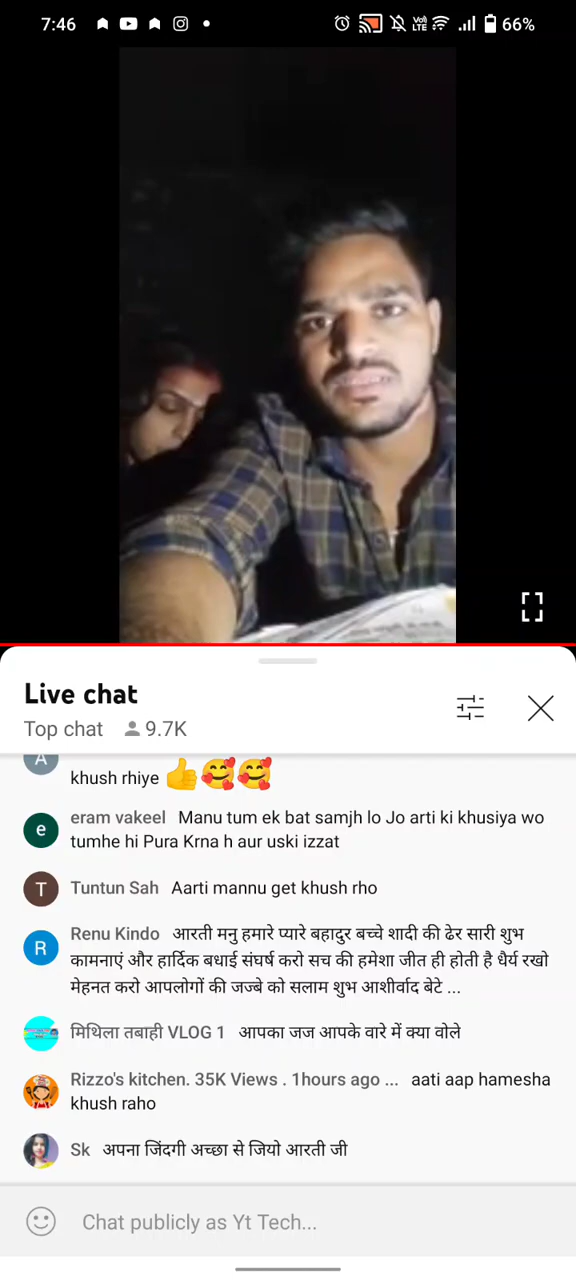 7:46
Vo) LTE
66%
Live chat
Top chat 9.7K
A
khush rhiye 👍🥰🥰
e
eram vakeel Manu tum ek bat samjh lo Jo arti ki khusiya wo
tumhe hi Pura Krna h aur uski izzat
T
Tuntun Sah Aarti mannu get khush rho
R
Renu Kindo आरती मनु हमारे प्यारे बहादुर बच्चे शादी की ढेर सारी शुभ
कामनाएं और हार्दिक बधाई संघर्ष करो सच की हमेशा जीत ही होती है धैर्य रखो
मेहनत करो आपलोगों की जज्बे को सलाम शुभ आशीर्वाद बेटे ...
मिथिला तबाही VLOG 1 आपका जज आपके वारे में क्या वोले
Rizzo's kitchen. 35K Views . 1hours ago ... aati aap hamesha
khush raho
Sk अपना जिंदगी अच्छा से जियो आरती जी
Chat publicly as Yt Tech...